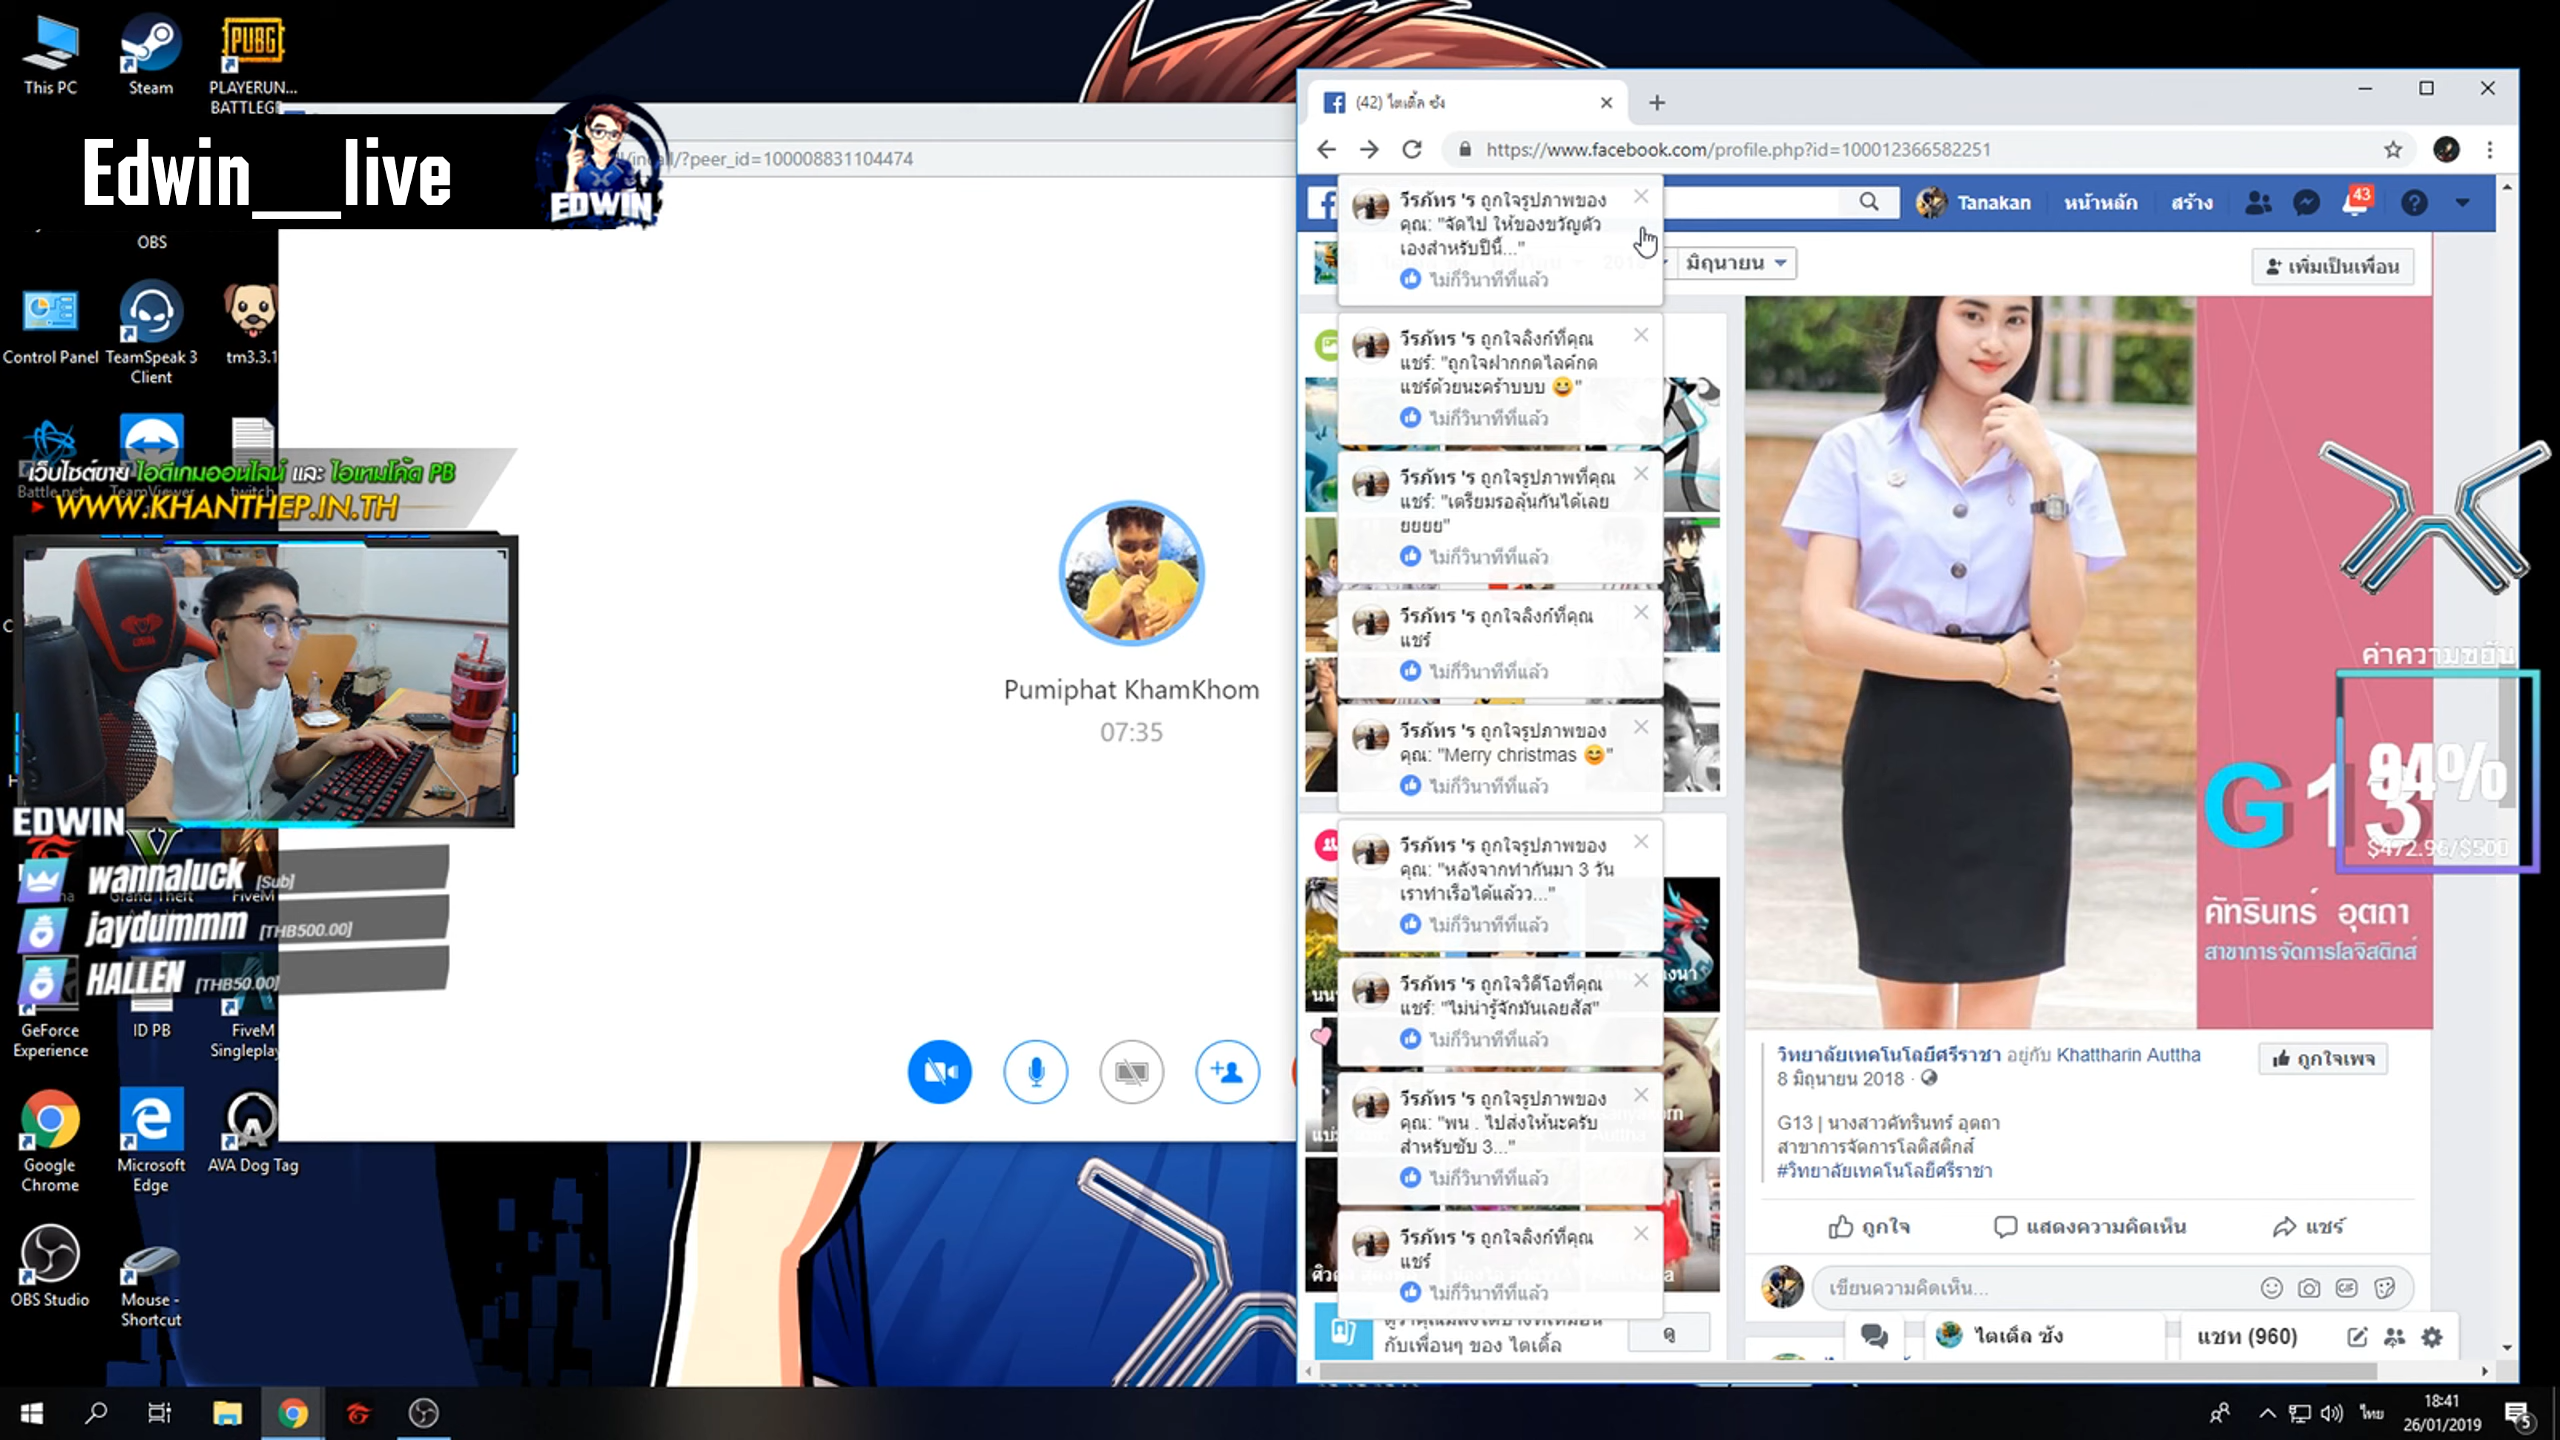 This PC
Steam
PLAYERUN...
BATTLEGR
Edwin__live
EDWIN
OBS
Control Panel
TeamSpeak 3
Client
tm3.3.1
Battle.net
TeamViewer
twitch
เว็บไซต์ขาย ไอดีเกมออนไลน์ และ ไอเทมโค้ด PB
WWW.KHANTHEP.IN.TH
EDWIN
wannaluck [Sub]
Grand Theft
FiveM
jaydummm [THB500.00]
HALLEN [THB50.00]
GeForce
Experience
ID PB
FiveM
Singleplay
Google
Chrome
Microsoft
Edge
AVA Dog Tag
OBS Studio
Mouse -
Shortcut
/?peer_id=100008831104474
Pumiphat KhamKhom
07:35
(42) ไตเติ้ล ซัง
https://www.facebook.com/profile.php?id=100012366582251
Tanakan
หน้าหลัก
สร้าง
43
มิถุนายน
เพิ่มเป็นเพื่อน
วีรภัทร 'ร ถูกใจรูปภาพของ
คุณ: "จัดไป ให้ของขวัญตัว
เองสำหรับปีนี้..."
ไม่กี่วินาทีที่แล้ว
วีรภัทร 'ร ถูกใจลิงก์ที่คุณ
แชร์: "ถูกใจฝากกดไลค์กด
แชร์ด้วยนะคร้าบบบ 😀"
ไม่กี่วินาทีที่แล้ว
วีรภัทร 'ร ถูกใจรูปภาพที่คุณ
แชร์: "เตรียมรอลุ้นกันได้เลย
ยยยย"
ไม่กี่วินาทีที่แล้ว
วีรภัทร 'ร ถูกใจลิงก์ที่คุณ
แชร์
ไม่กี่วินาทีที่แล้ว
วีรภัทร 'ร ถูกใจรูปภาพของ
คุณ: "Merry christmas 😊"
ไม่กี่วินาทีที่แล้ว
วีรภัทร 'ร ถูกใจรูปภาพของ
คุณ: "หลังจากทำกันมา 3 วัน
เราทำเรือได้แล้วว..."
ไม่กี่วินาทีที่แล้ว
วีรภัทร 'ร ถูกใจวิดีโอที่คุณ
แชร์: "ไม่น่ารู้จักมันเลยสัส"
ไม่กี่วินาทีที่แล้ว
วีรภัทร 'ร ถูกใจรูปภาพของ
คุณ: "พน . ไปส่งให้นะครับ
สำหรับซับ 3..."
ไม่กี่วินาทีที่แล้ว
วีรภัทร 'ร ถูกใจลิงก์ที่คุณ
แชร์
ไม่กี่วินาทีที่แล้ว
กับเพื่อนๆ ของ ไตเติ้ล
ดู
ค่าความขยัน
94%
$472.96/$500
G13
คัทรินทร์ อุตถา
สาขาการจัดการโลจิสติกส์
วิทยาลัยเทคโนโลยีศรีราชา อยู่กับ Khattharin Auttha
8 มิถุนายน 2018
ถูกใจเพจ
G13 | นางสาวคัทรินทร์ อุตถา
สาขาการจัดการโลติสติกส์
#วิทยาลัยเทคโนโลยีศรีราชา
ถูกใจ
แสดงความคิดเห็น
แชร์
เขียนความคิดเห็น...
ไตเติ้ล ซัง
แชท (960)
ไทย
18:41
26/01/2019
5